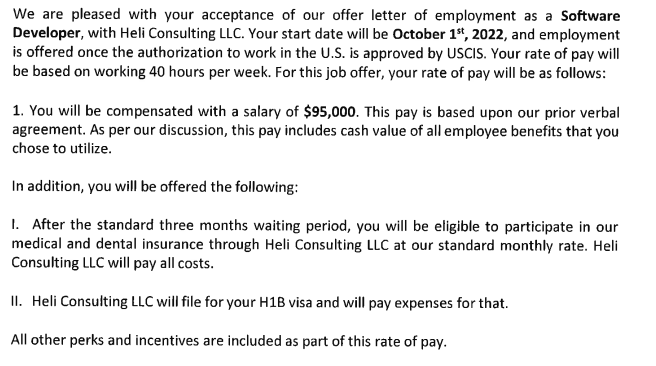 We are pleased with your acceptance of our offer letter of employment as a Software
Developer, with Heli Consulting LLC. Your start date will be October 1st, 2022, and employment
is offered once the authorization to work in the U.S. is approved by USCIS. Your rate of pay will
be based on working 40 hours per week. For this job offer, your rate of pay will be as follows:
1. You will be compensated with a salary of $95,000. This pay is based upon our prior verbal
agreement. As per our discussion, this pay includes cash value of all employee benefits that you
chose to utilize.
In addition, you will be offered the following:
I. After the standard three months waiting period, you will be eligible to participate in our
medical and dental insurance through Heli Consulting LLC at our standard monthly rate. Heli
Consulting LLC will pay all costs.
II. Heli Consulting LLC will file for your H1B visa and will pay expenses for that.
All other perks and incentives are included as part of this rate of pay.